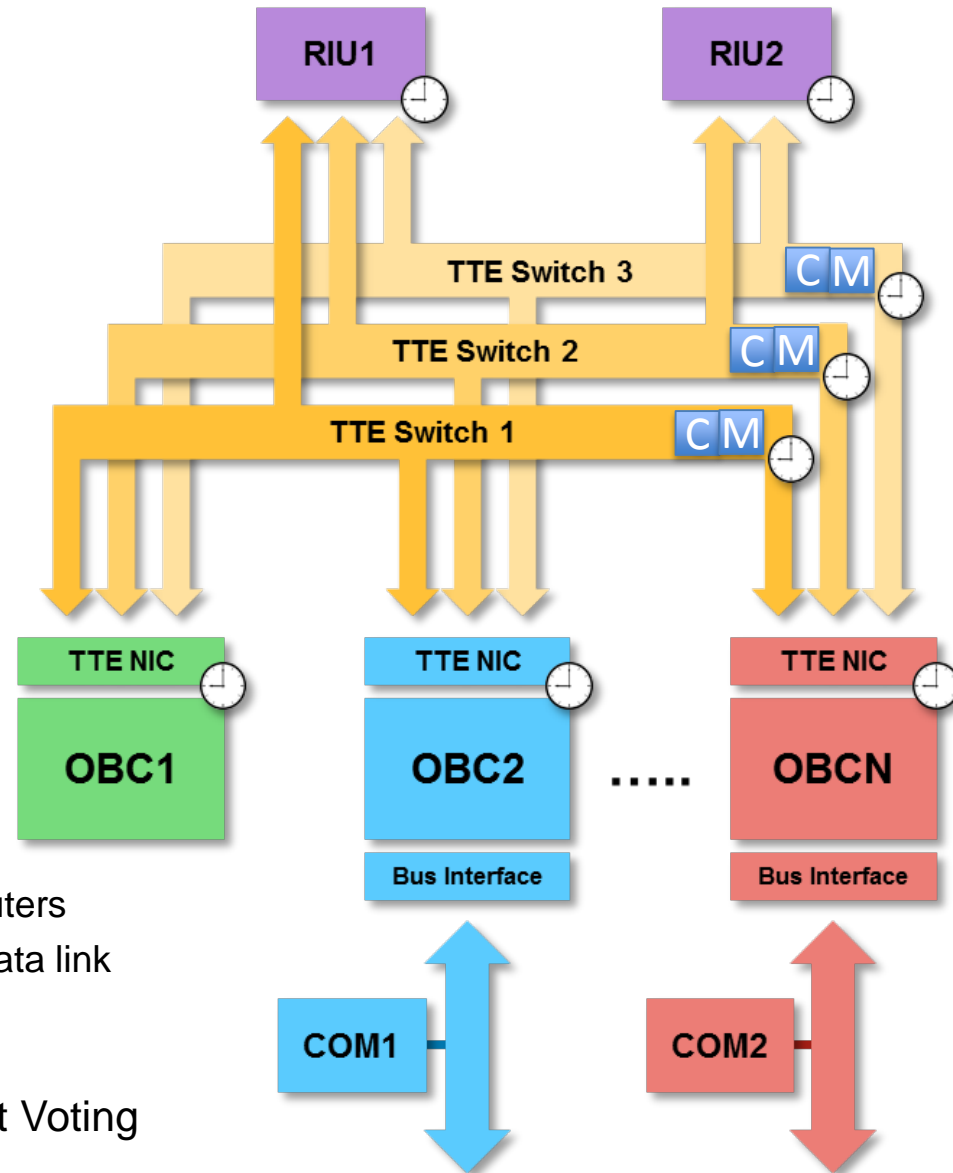 RIU1
RIU2
TTE Switch 3
C M
TTE Switch 2
C M
TTE Switch 1
C M
TTE NIC
TTE NIC
TTE NIC
OBC1
OBC2
.....
OBCN
Bus Interface
Bus Interface
uters
ata link
COM1
COM2
t Voting